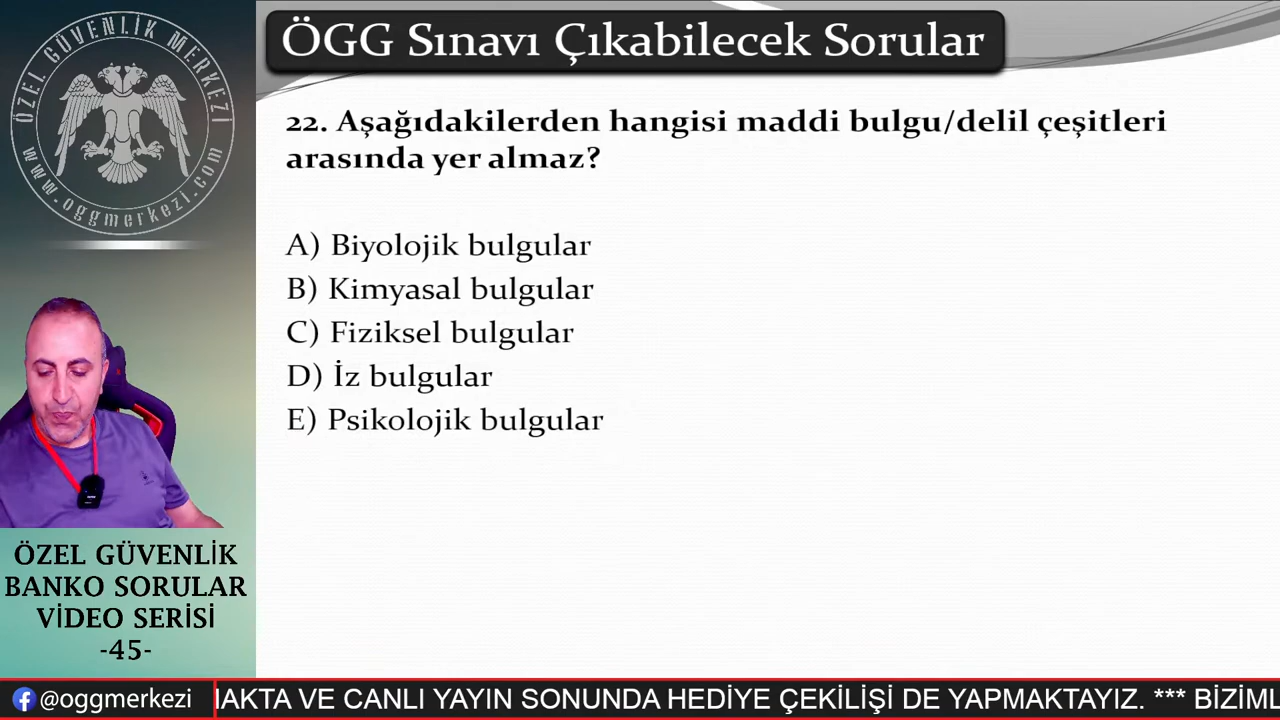 ÖGG Sınavı Çıkabilecek Sorular
ÖZEL GÜVENLİK MERKEZİ
www.oggmerkezi.com
22. Aşağıdakilerden hangisi maddi bulgu/delil çeşitleri
arasında yer almaz?
A) Biyolojik bulgular
B) Kimyasal bulgular
C) Fiziksel bulgular
D) İz bulgular
E) Psikolojik bulgular
ÖZEL GÜVENLİK
BANKO SORULAR
VİDEO SERİSİ
-45-
@oggmerkezi
MAKTA VE CANLI YAYIN SONUNDA HEDİYE ÇEKİLİŞİ DE YAPMAKTAYIZ. *** BİZİML